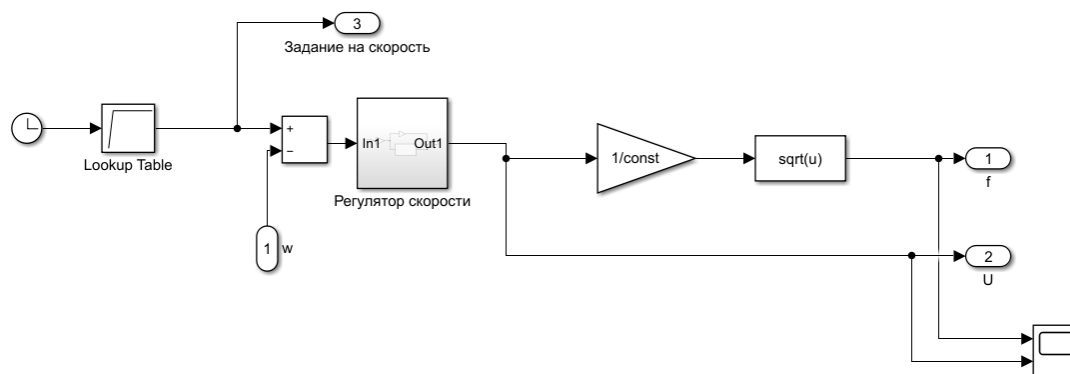 3
Задание на скорость
Lookup Table
+
−
1
w
In1
Out1
Регулятор скорости
1/const
sqrt(u)
1
f
2
U